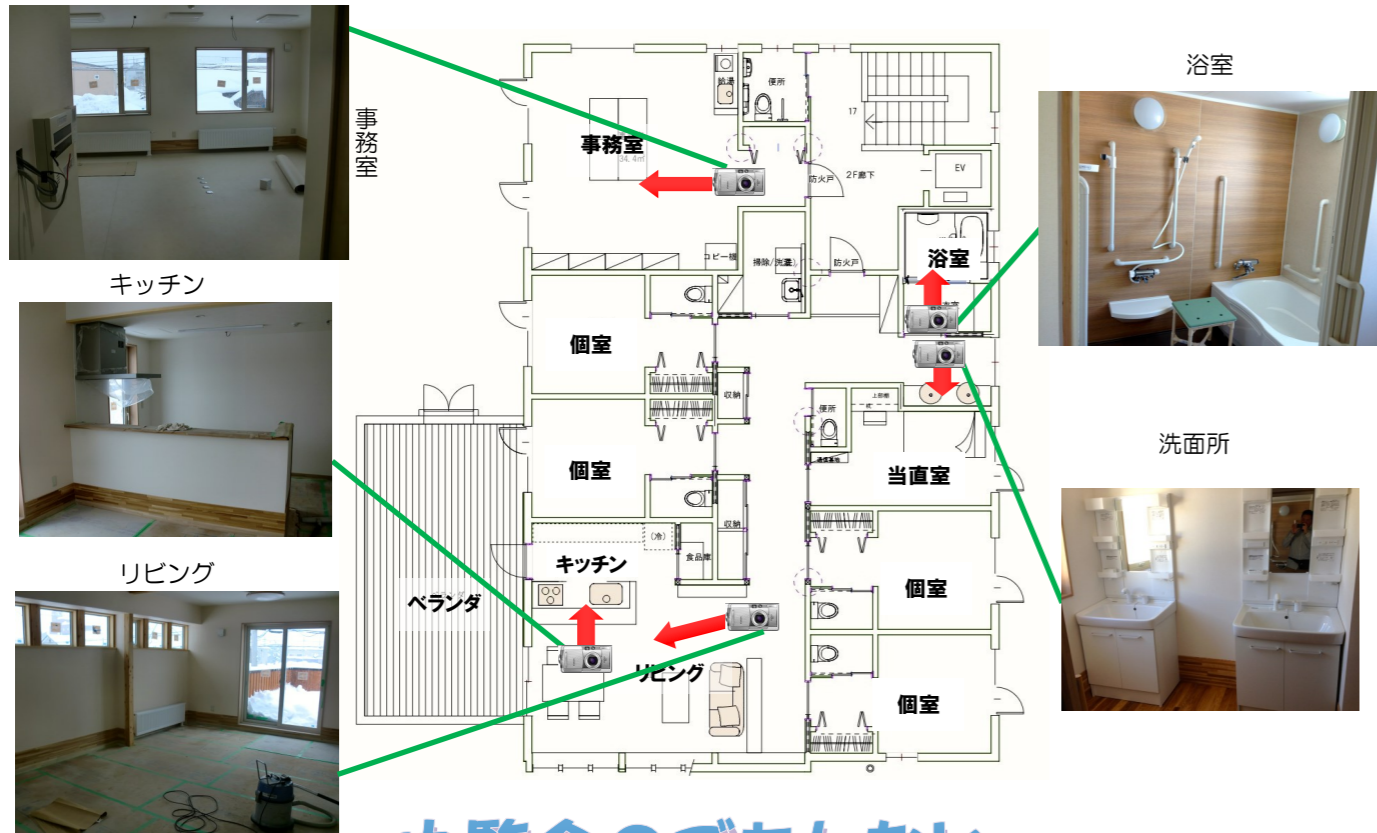 事務室
キッチン
リビング
浴室
洗面所
給湯
便所
事務室
34.4㎡
17
防火戸
2F廊下
EV
コピー機
掃除/洗濯
防火戸
浴室
個室
収納
便所
上部棚
個室
当直室
収納
(冷)
食品庫
キッチン
ベランダ
個室
リビング
個室